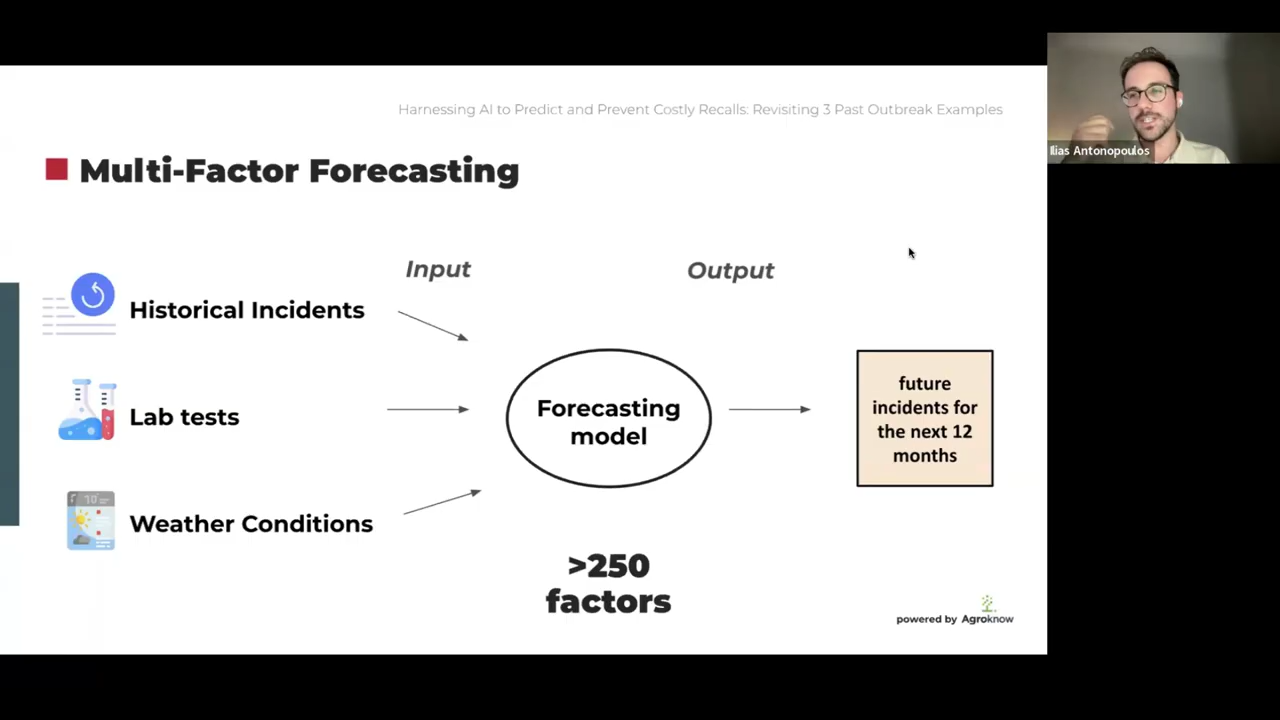 Harnessing AI to Predict and Prevent Costly Recalls: Revisiting 3 Past Outbreak Examples
Ilias Antonopoulos
Multi-Factor Forecasting
Input
Output
Historical Incidents
Lab tests
Weather Conditions
Forecasting
model
future
incidents for
the next 12
months
>250
factors
powered by Agroknow